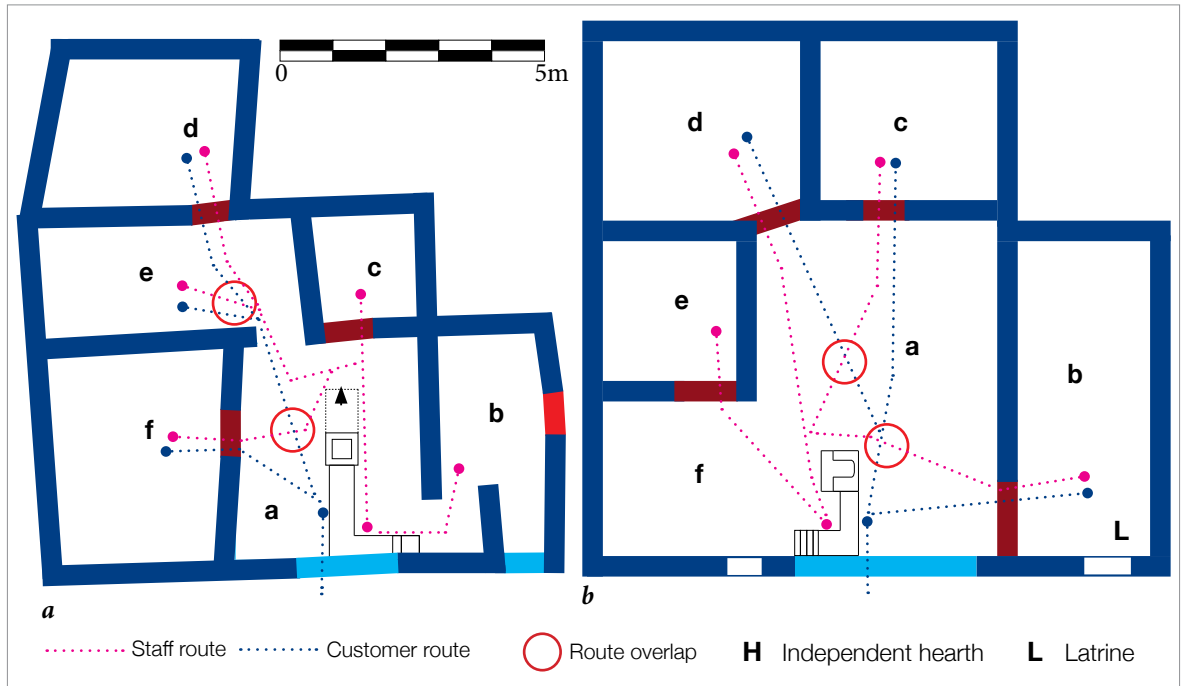 0 5m
d
e
c
f
b
a
a
d
c
e
a
b
f
L
b
Staff route Customer route Route overlap H Independent hearth L Latrine